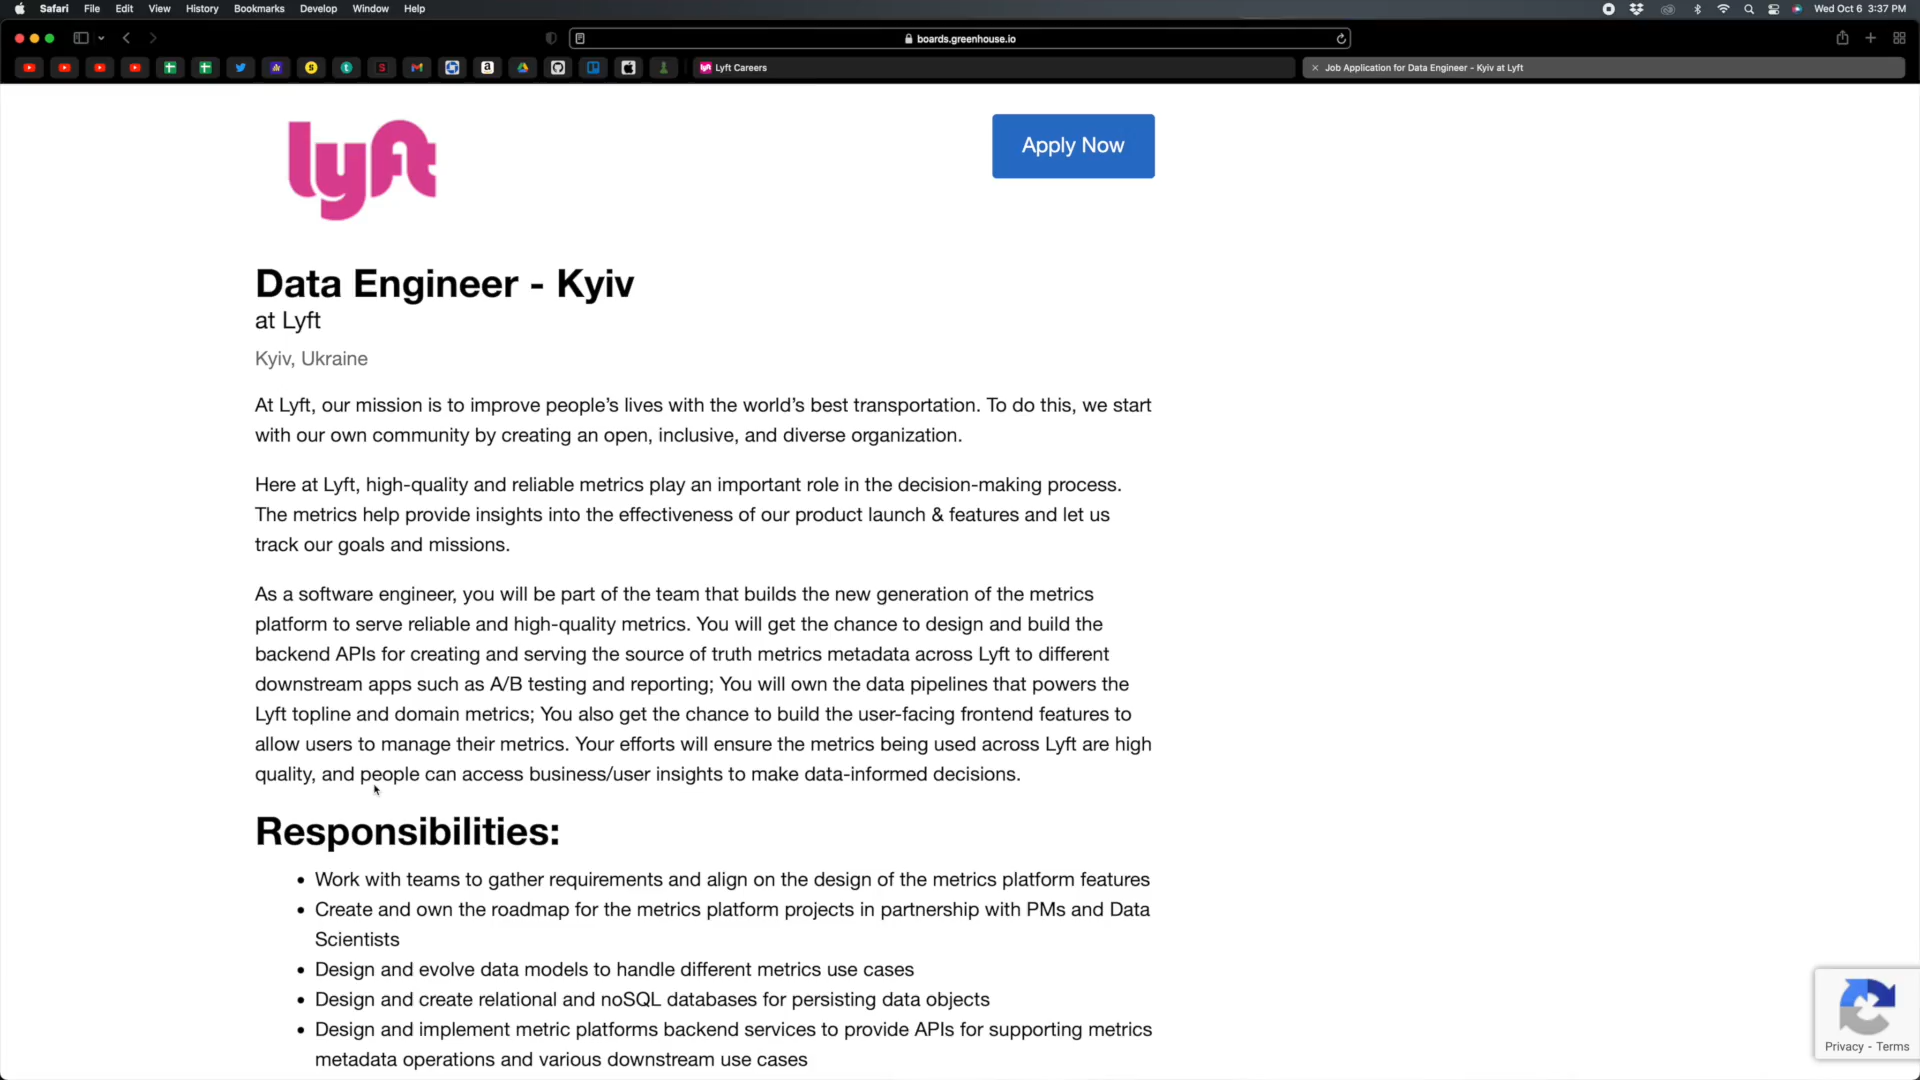 Safari File Edit View History Bookmarks Develop Window Help Wed Oct 6 3:37 PM
boards.greenhouse.io
Lyft Careers Job Application for Data Engineer - Kyiv at Lyft
lyft
Apply Now
Data Engineer - Kyiv
at Lyft
Kyiv, Ukraine
At Lyft, our mission is to improve people’s lives with the world’s best transportation. To do this, we start
with our own community by creating an open, inclusive, and diverse organization.
Here at Lyft, high-quality and reliable metrics play an important role in the decision-making process.
The metrics help provide insights into the effectiveness of our product launch & features and let us
track our goals and missions.
As a software engineer, you will be part of the team that builds the new generation of the metrics
platform to serve reliable and high-quality metrics. You will get the chance to design and build the
backend APIs for creating and serving the source of truth metrics metadata across Lyft to different
downstream apps such as A/B testing and reporting; You will own the data pipelines that powers the
Lyft topline and domain metrics; You also get the chance to build the user-facing frontend features to
allow users to manage their metrics. Your efforts will ensure the metrics being used across Lyft are high
quality, and people can access business/user insights to make data-informed decisions.
Responsibilities:
• Work with teams to gather requirements and align on the design of the metrics platform features
• Create and own the roadmap for the metrics platform projects in partnership with PMs and Data
Scientists
• Design and evolve data models to handle different metrics use cases
• Design and create relational and noSQL databases for persisting data objects
• Design and implement metric platforms backend services to provide APIs for supporting metrics
metadata operations and various downstream use cases
Privacy - Terms